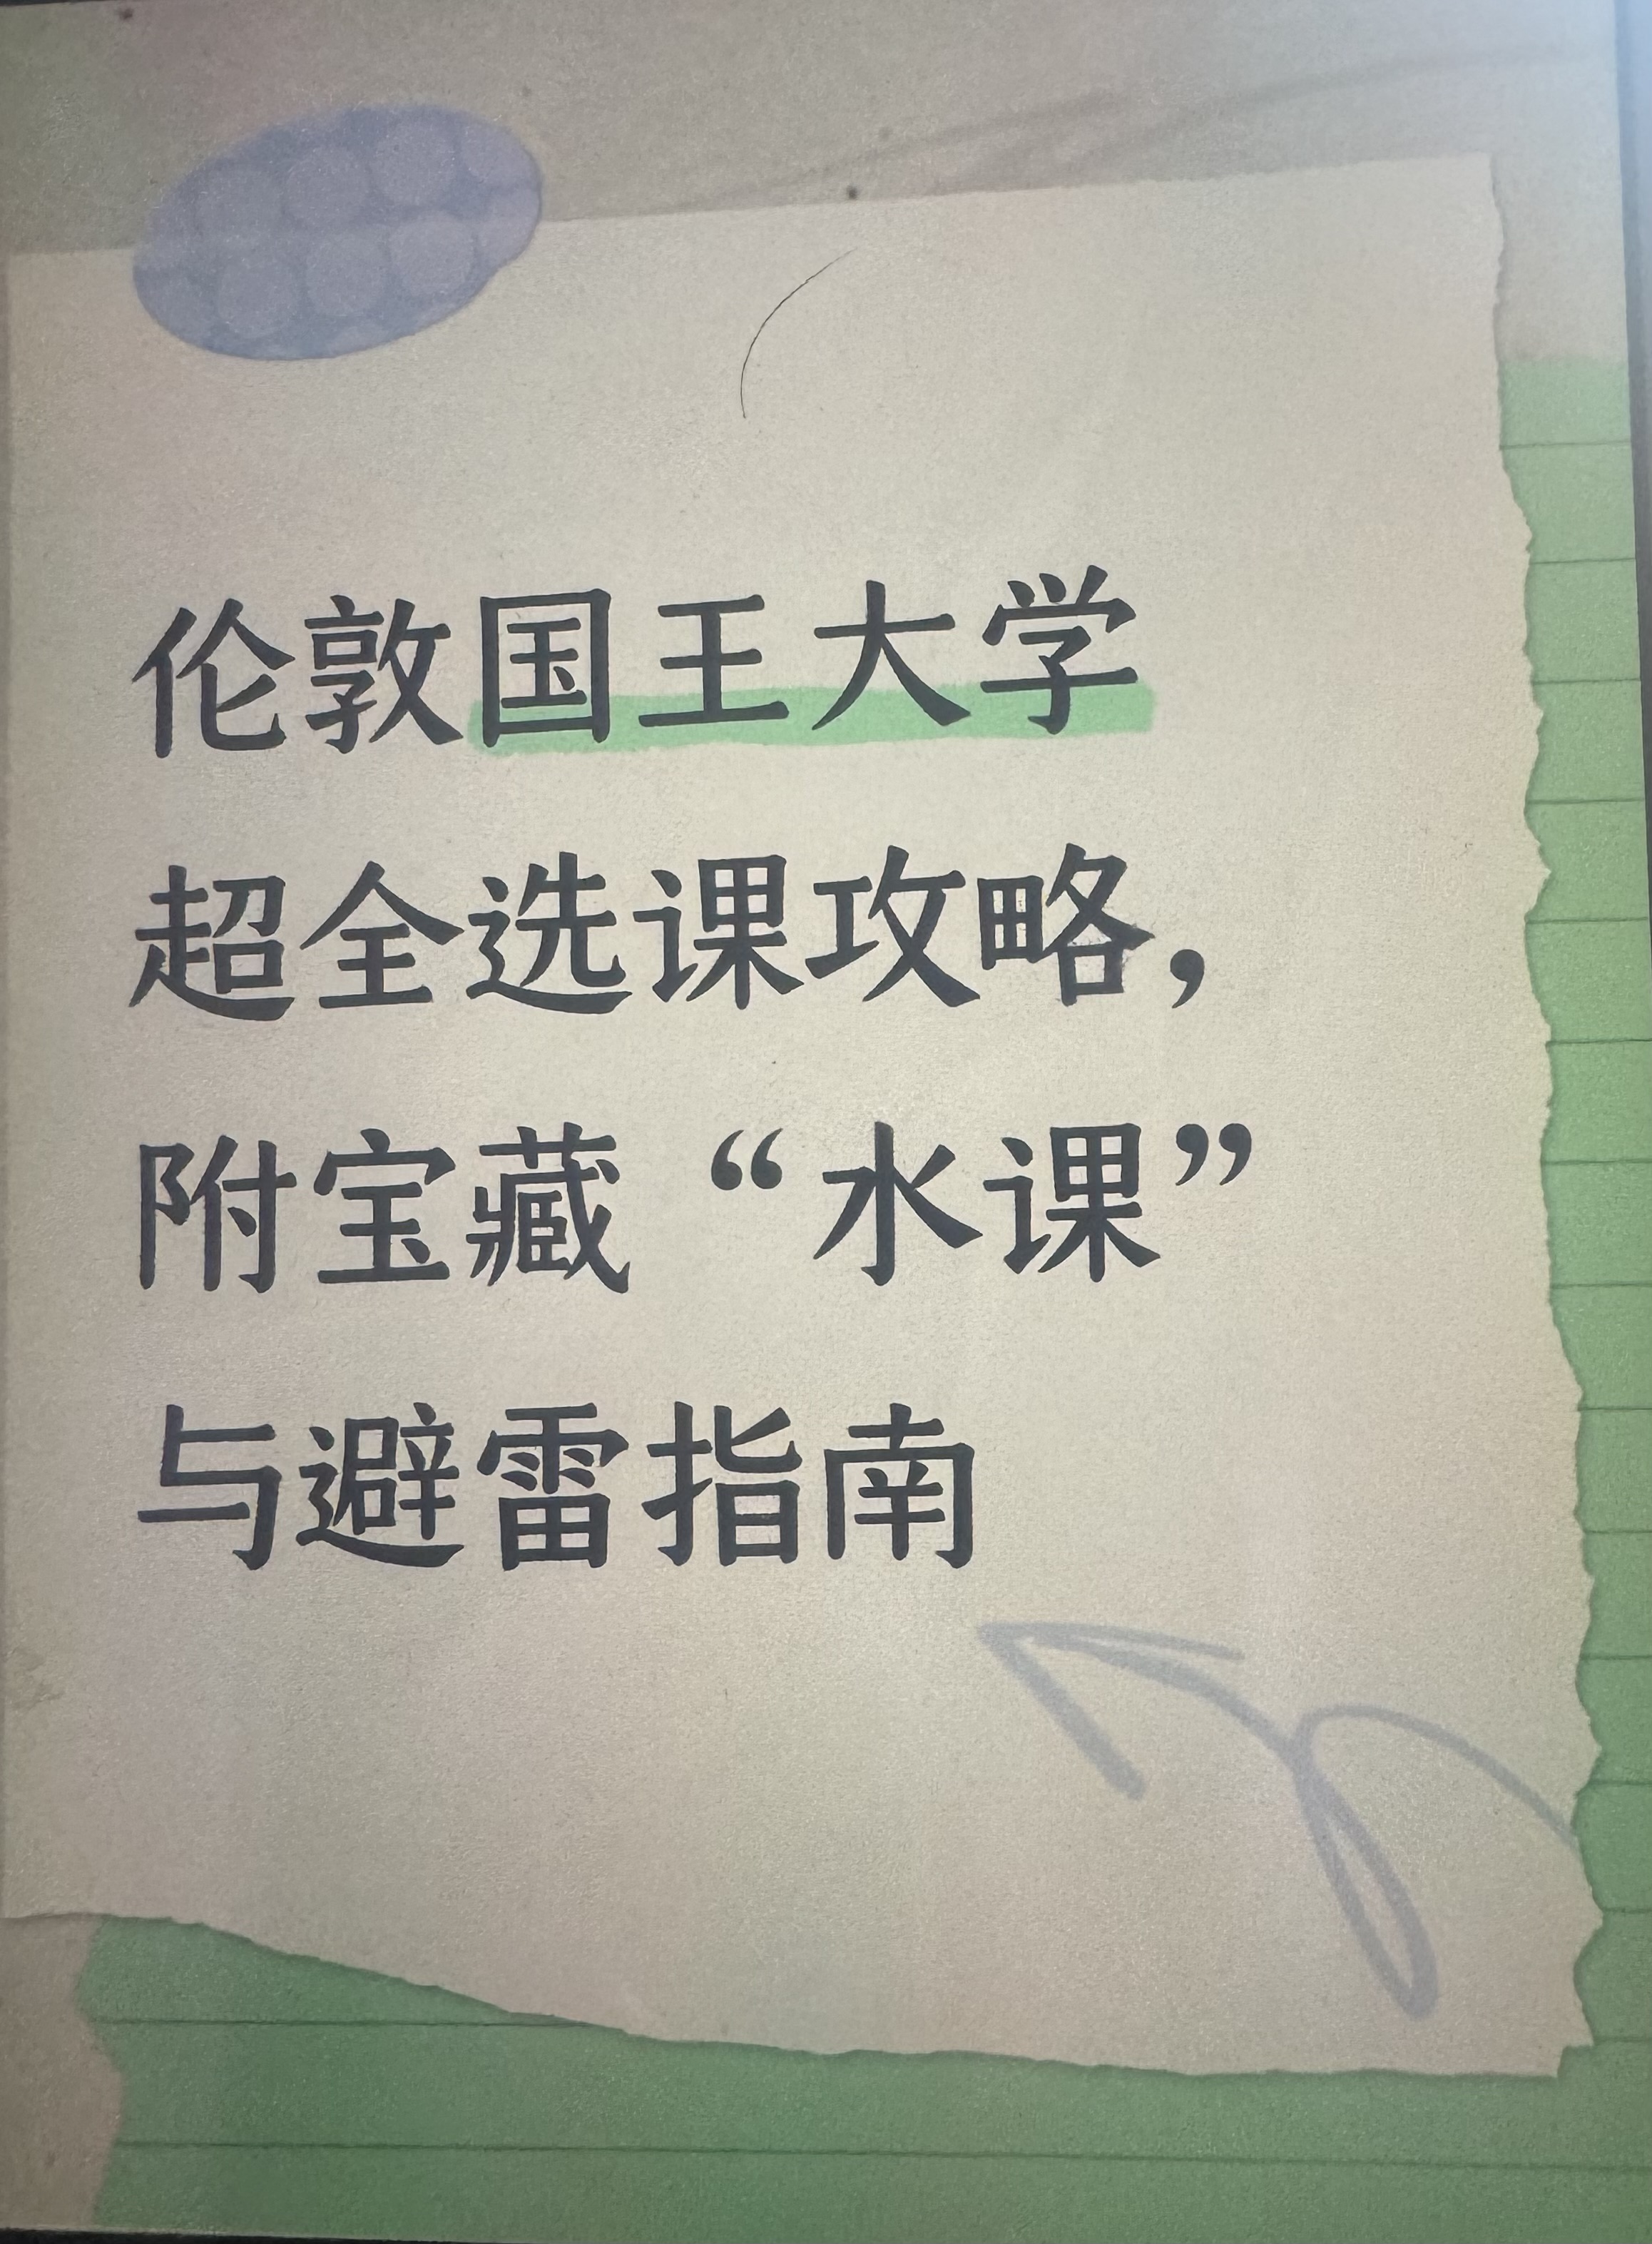 伦敦国王大学
超全选课攻略，
附宝藏“水课”
与避雷指南